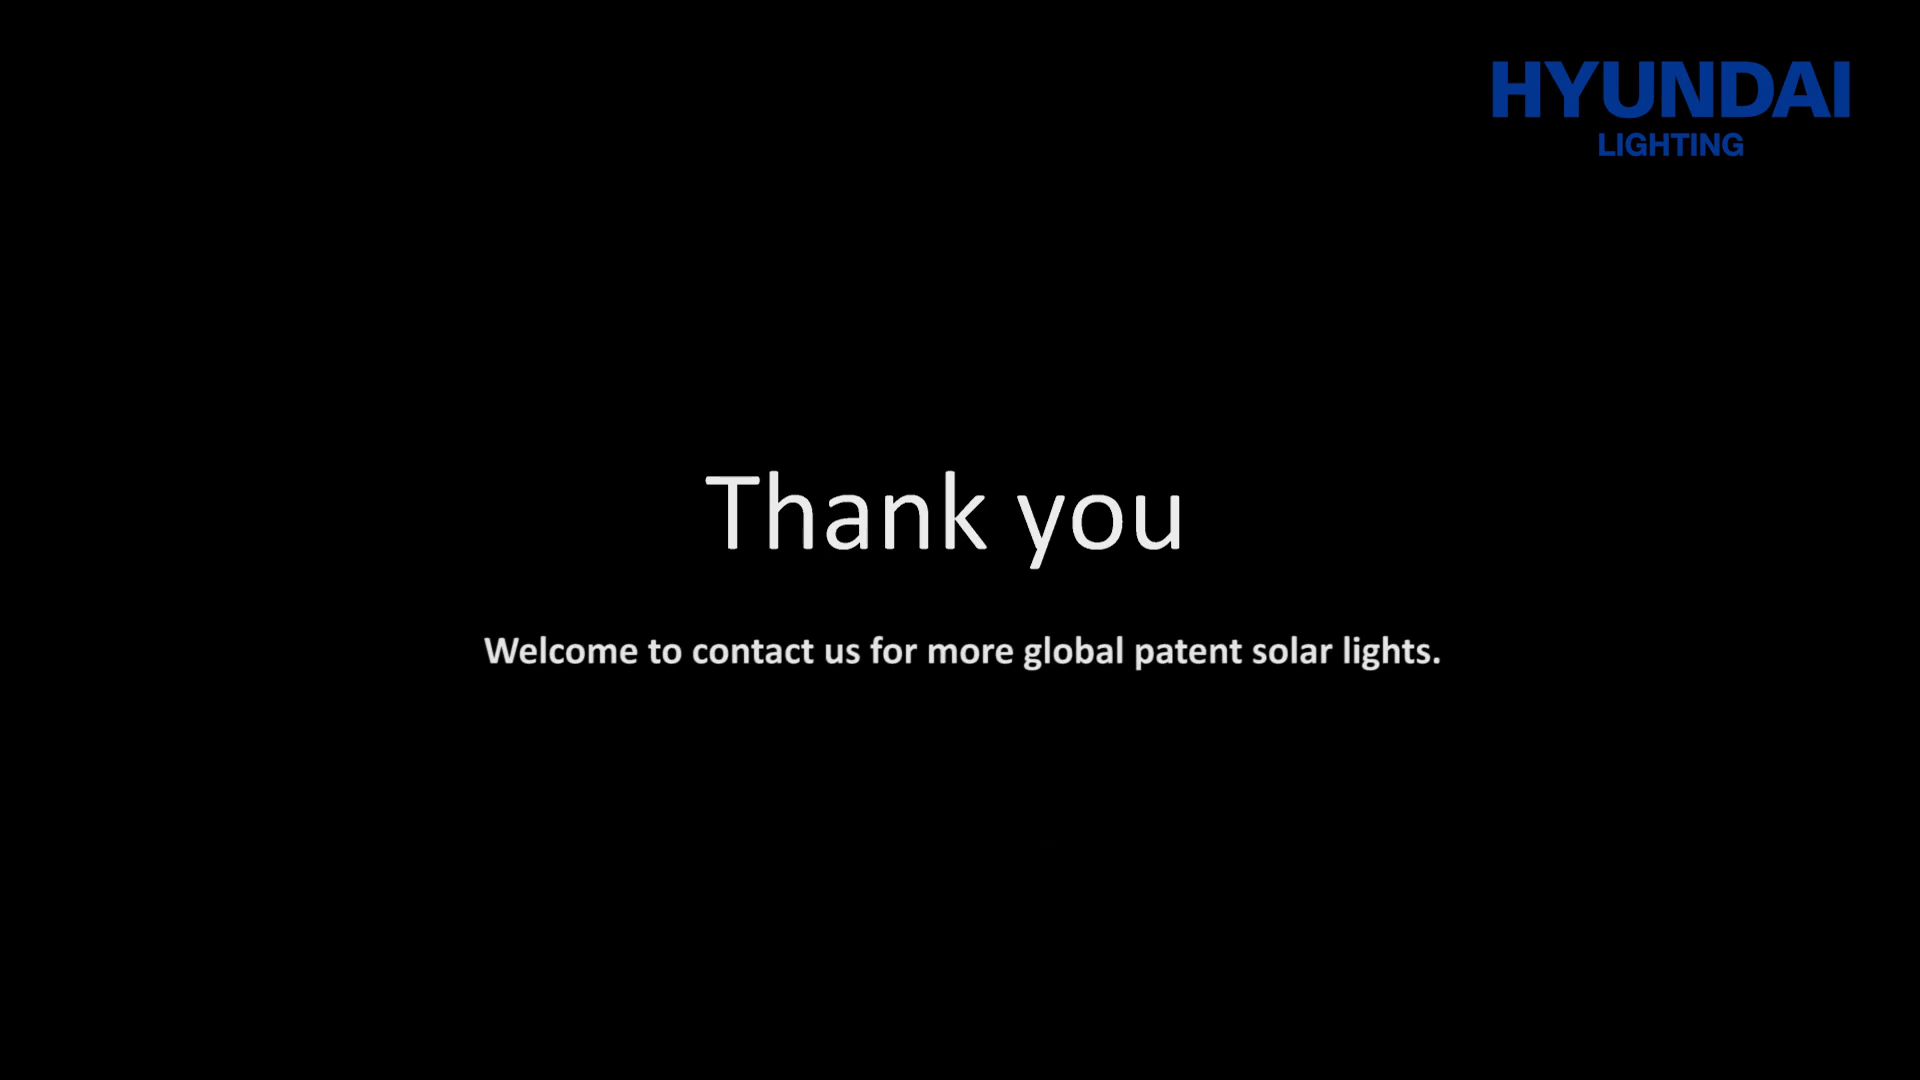 HYUNDAI
LIGHTING
Thank you
Welcome to contact us for more global patent solar lights.